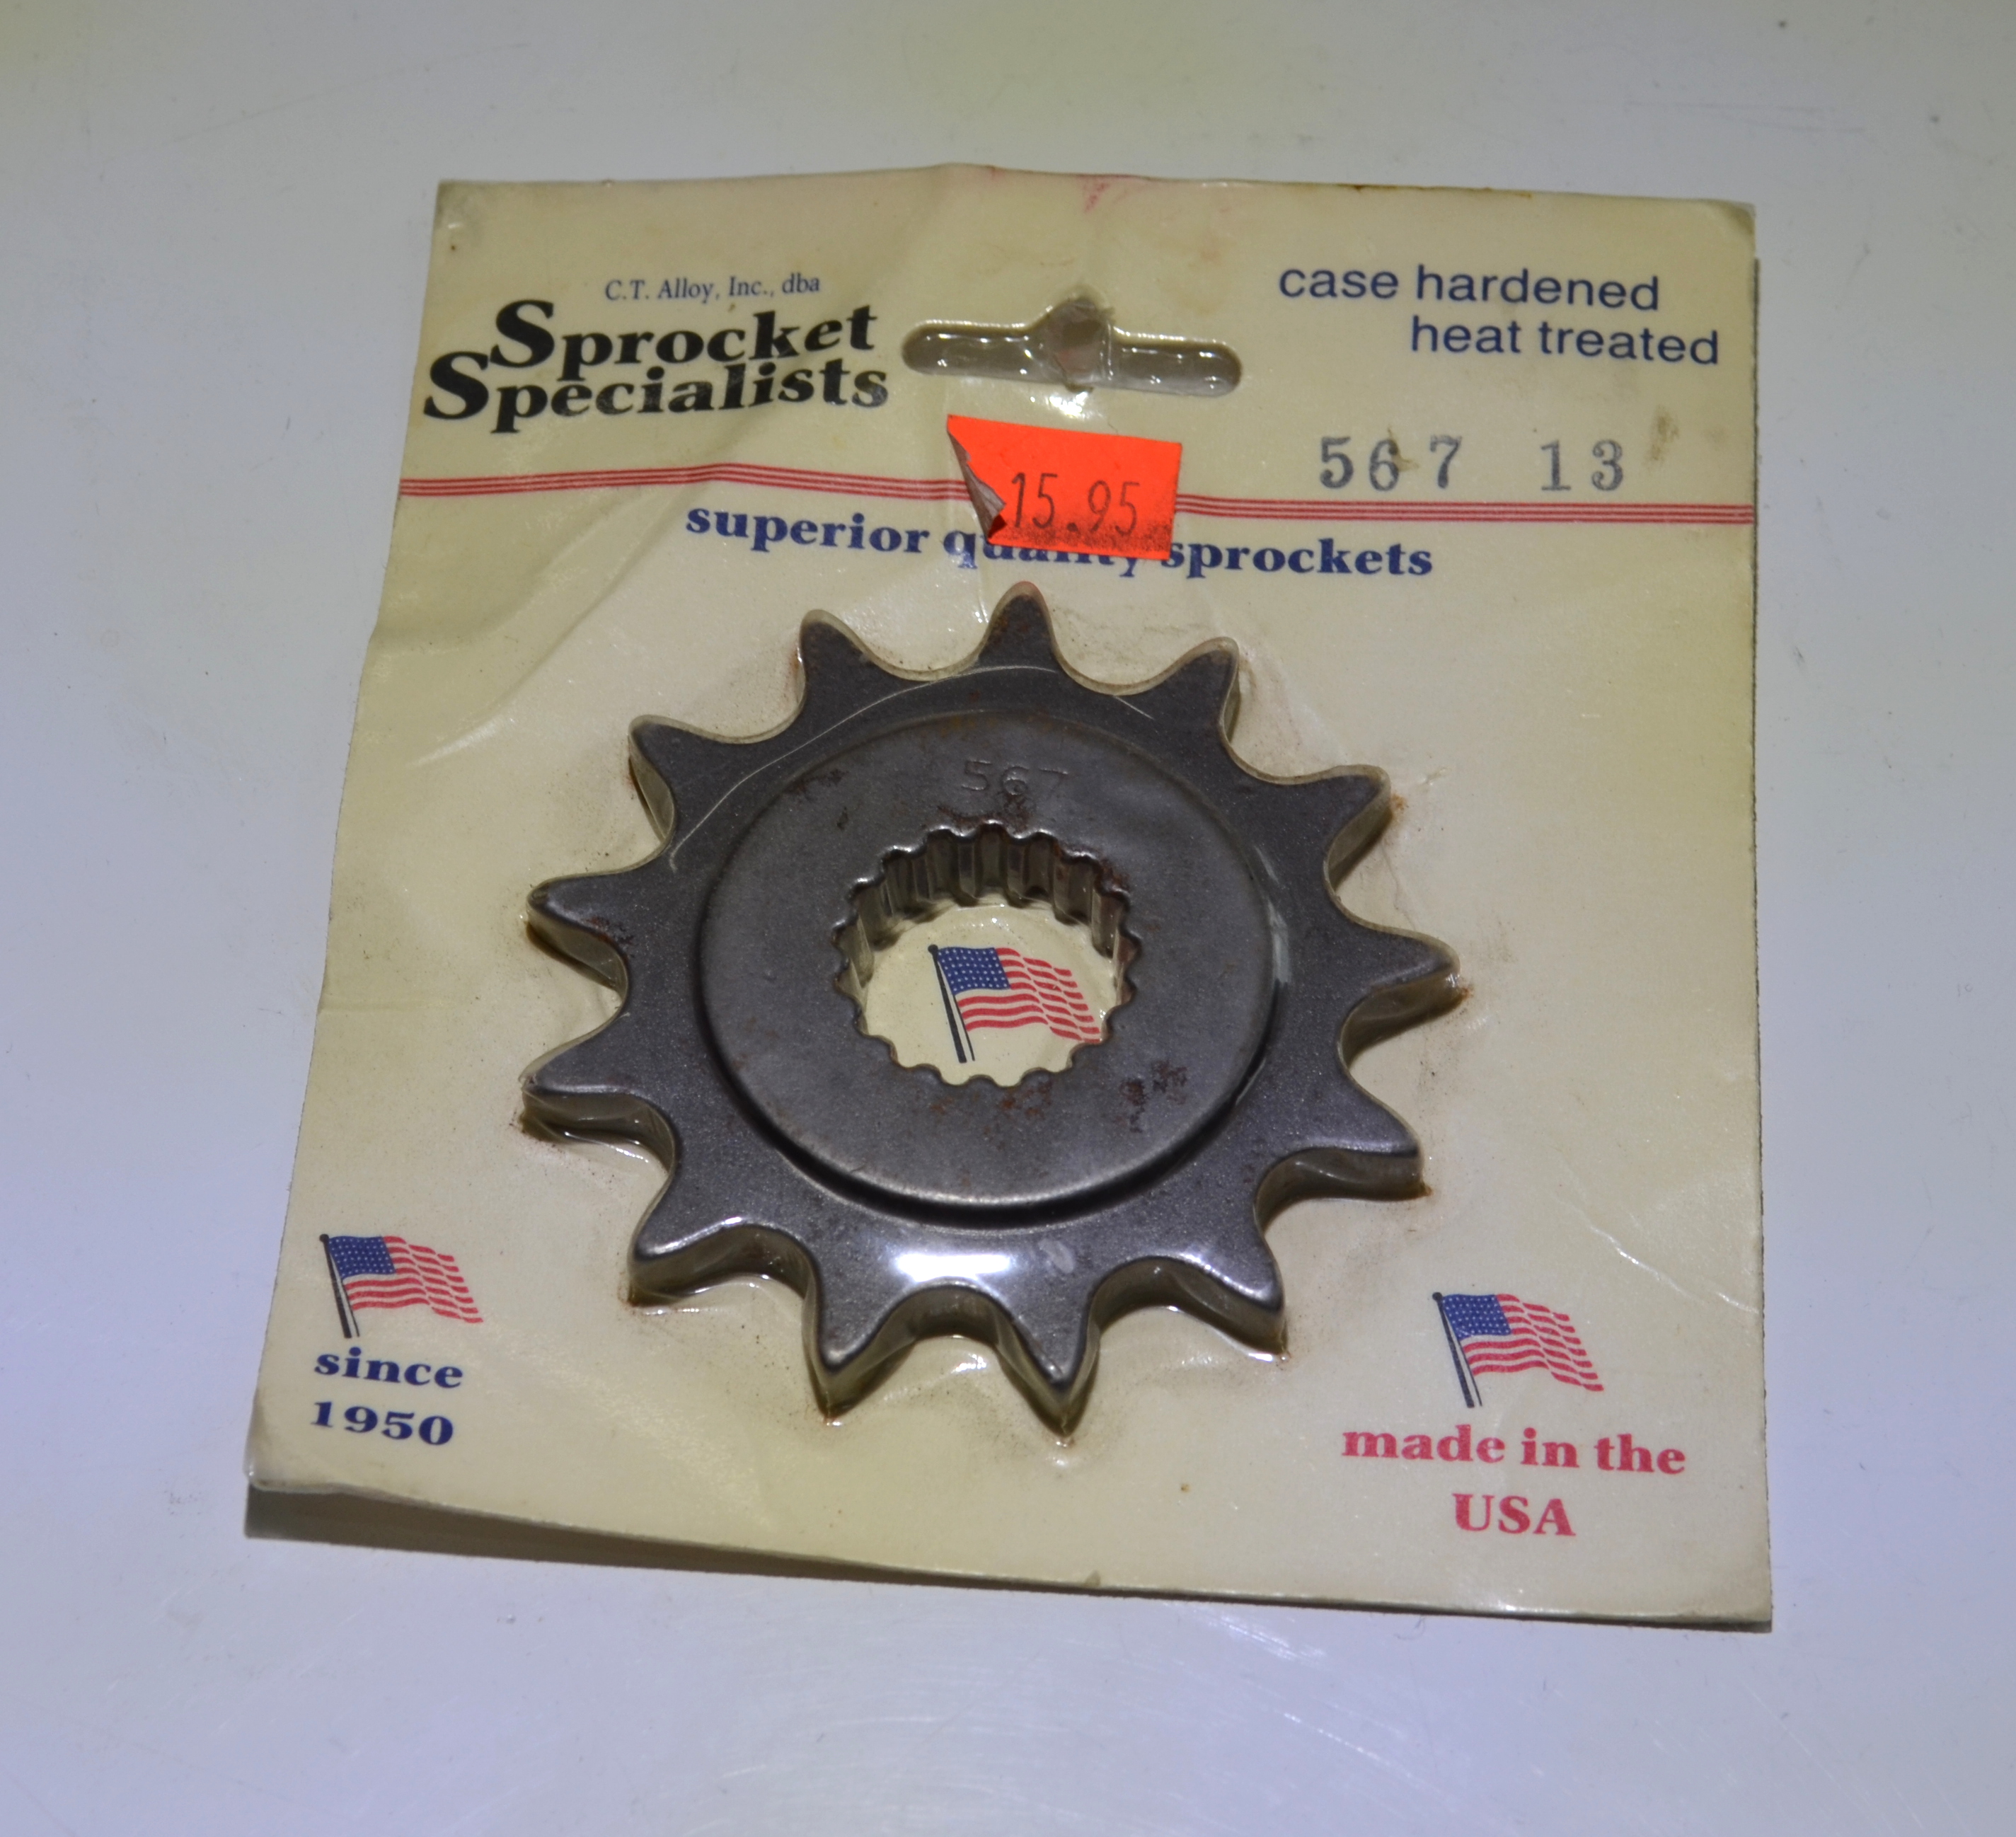 C.T. Alloy, Inc., dba
Sprocket
Specialists
case hardened
heat treated
567 13
15.95
superior quality sprockets
567
since
1950
made in the
USA